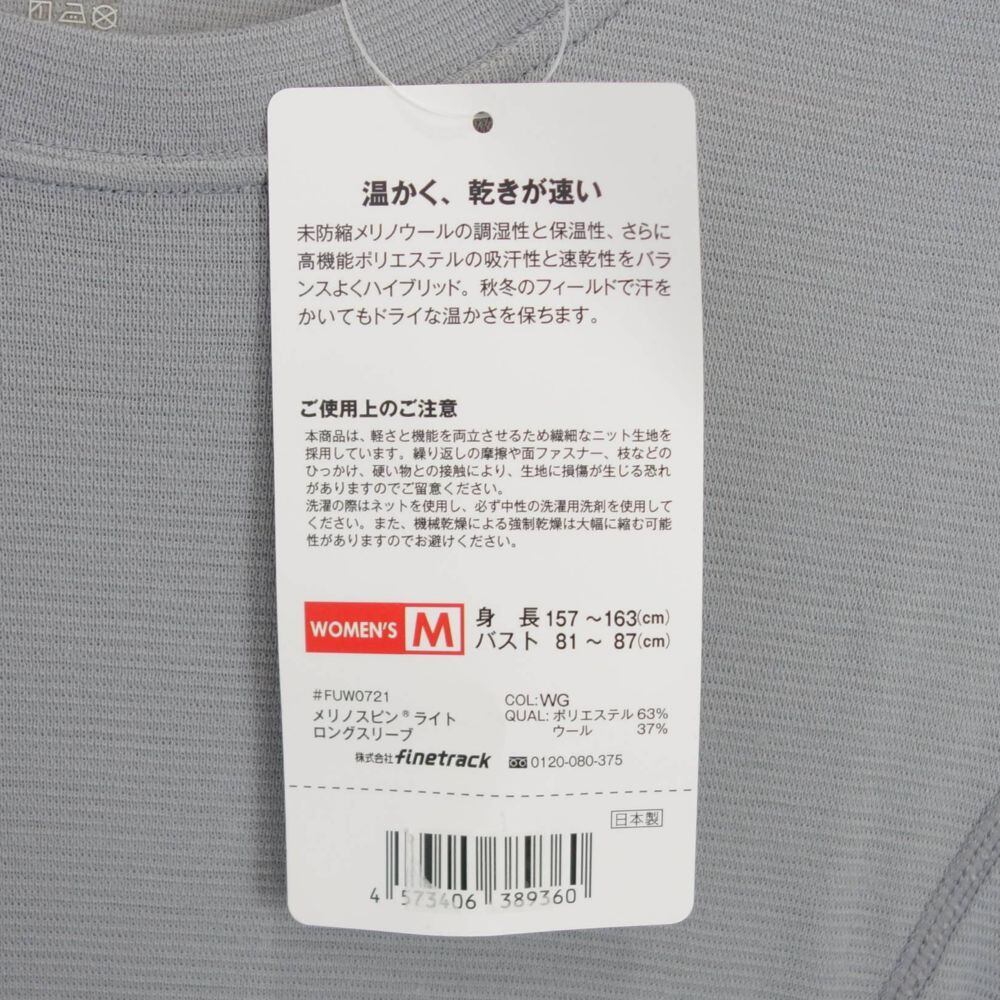 温かく、乾きが速い
未防縮メリノウールの調湿性と保温性、さらに
高機能ポリエステルの吸汗性と速乾性をバラ
ンスよくハイブリッド。秋冬のフィールドで汗を
かいてもドライな温かさを保ちます。
ご使用上のご注意
本商品は、軽さと機能を両立させるため繊細なニット生地を
採用しています。繰り返しの摩擦や面ファスナー、枝などの
ひっかけ、硬い物との接触により、生地に損傷が生じる恐れ
がありますのでご留意ください。
洗濯の際はネットを使用し、必ず中性の洗濯用洗剤を使用して
ください。また、機械乾燥による強制乾燥は大幅に縮む可能
性がありますのでお避けください。
WOMEN'S M 身 長 157 ～163(cm)
バスト 81 ～ 87(cm)
#FUW0721
メリノスピン®ライト
ロングスリーブ
COL:WG
QUAL: ポリエステル 63%
ウール 37%
株式会社finetrack 0120-080-375
日本製
4 573406 389360